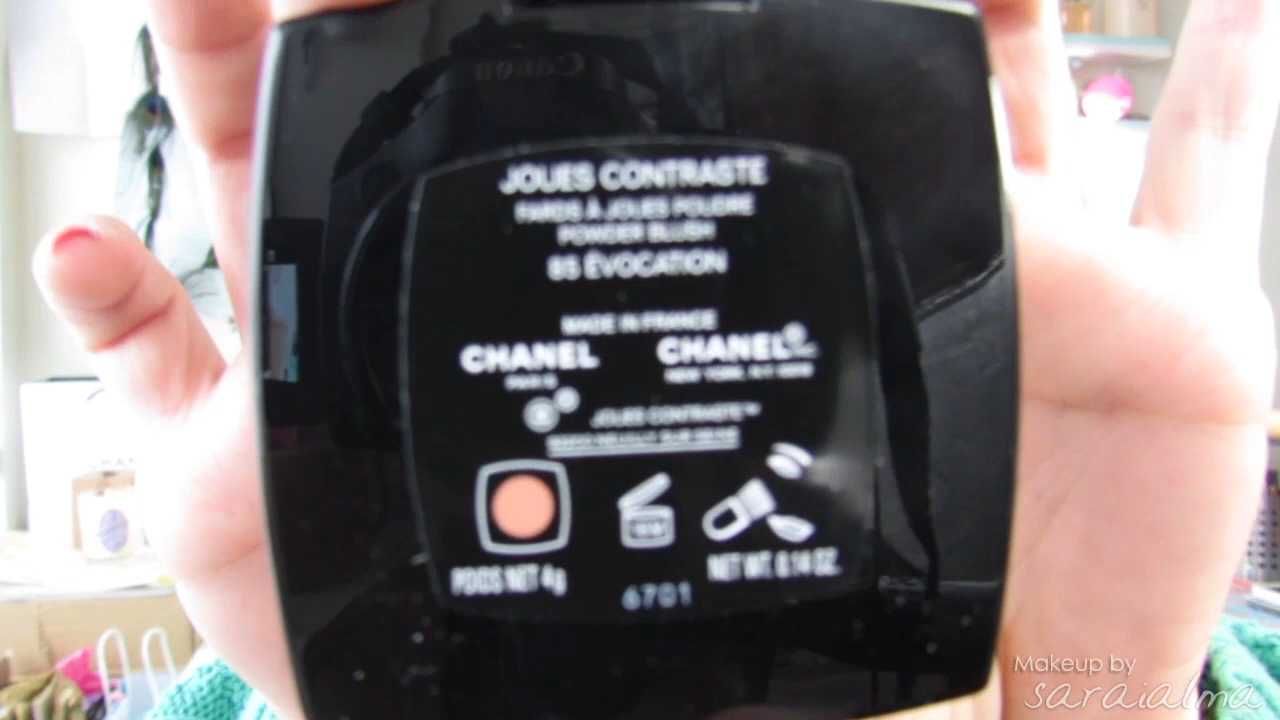 JOUES CONTRASTE
FARDS À JOUES POUDRE
POWDER BLUSH
85 ÉVOCATION
MADE IN FRANCE
CHANEL
PARIS
CHANEL
NEW YORK, N.Y.
JOUES CONTRASTE™
POIDS NET 4g
NET WT. 0.14 OZ.
6701
Makeup by
saraialma